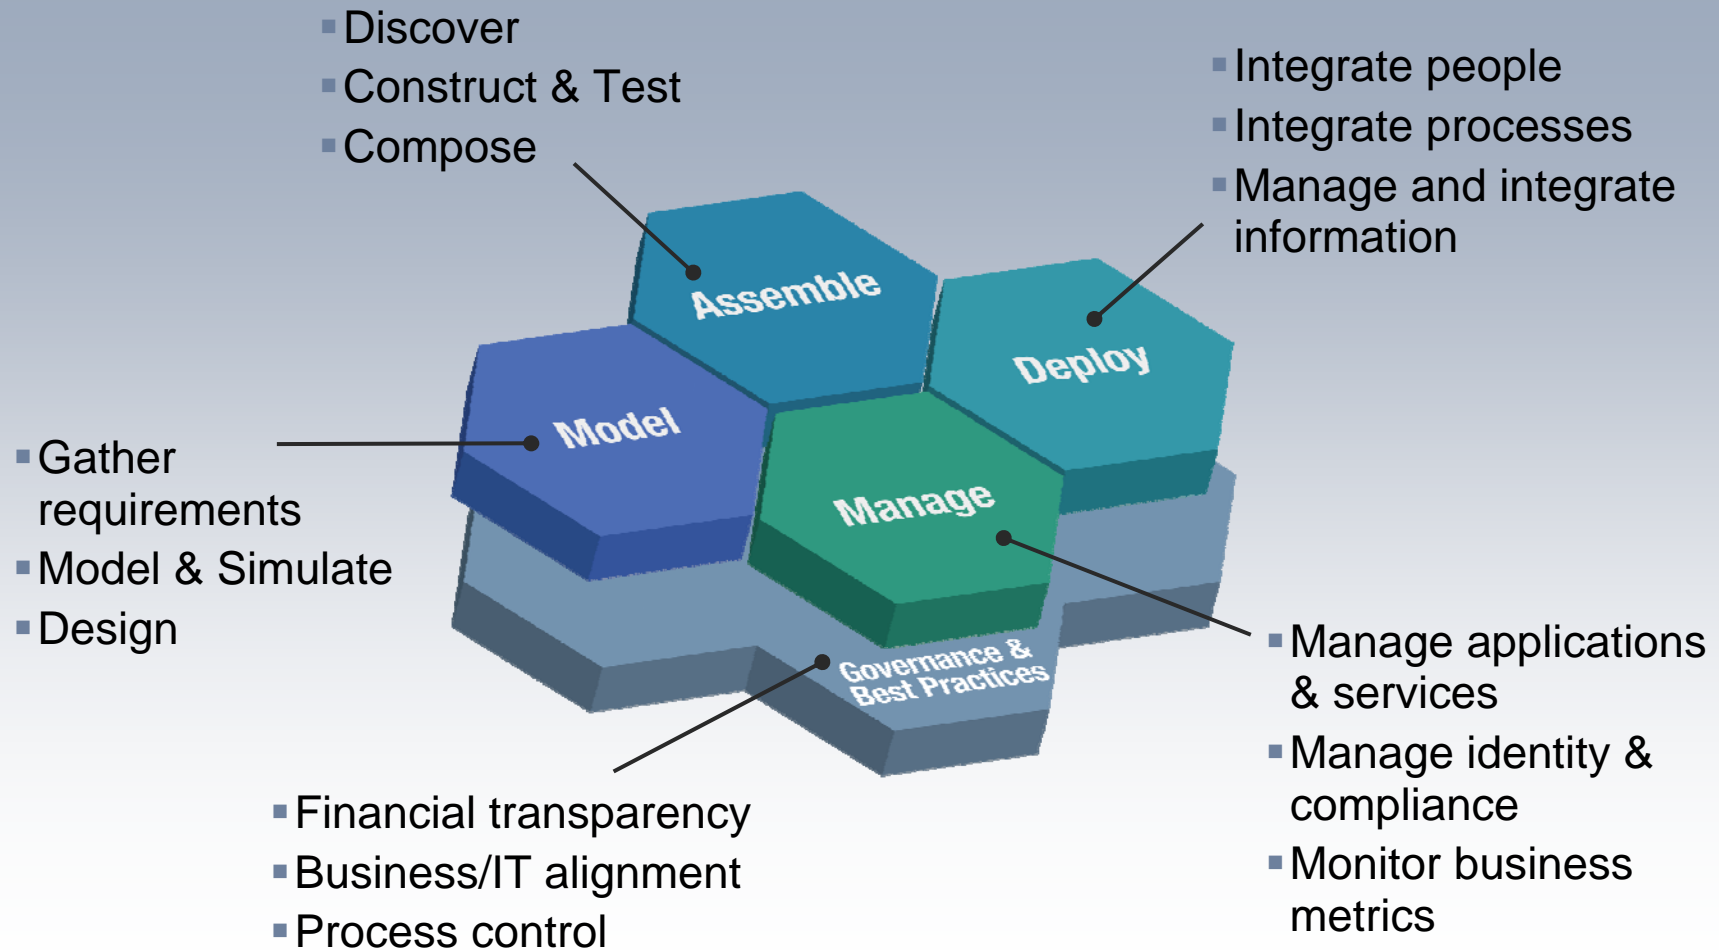 Discover
Construct & Test
Compose
Integrate people
Integrate processes
Manage and integrate
information
Assemble
Deploy
Model
Manage
Gather
requirements
Model & Simulate
Design
Governance &
Best Practices
Manage applications
& services
Manage identity &
compliance
Monitor business
metrics
Financial transparency
Business/IT alignment
Process control